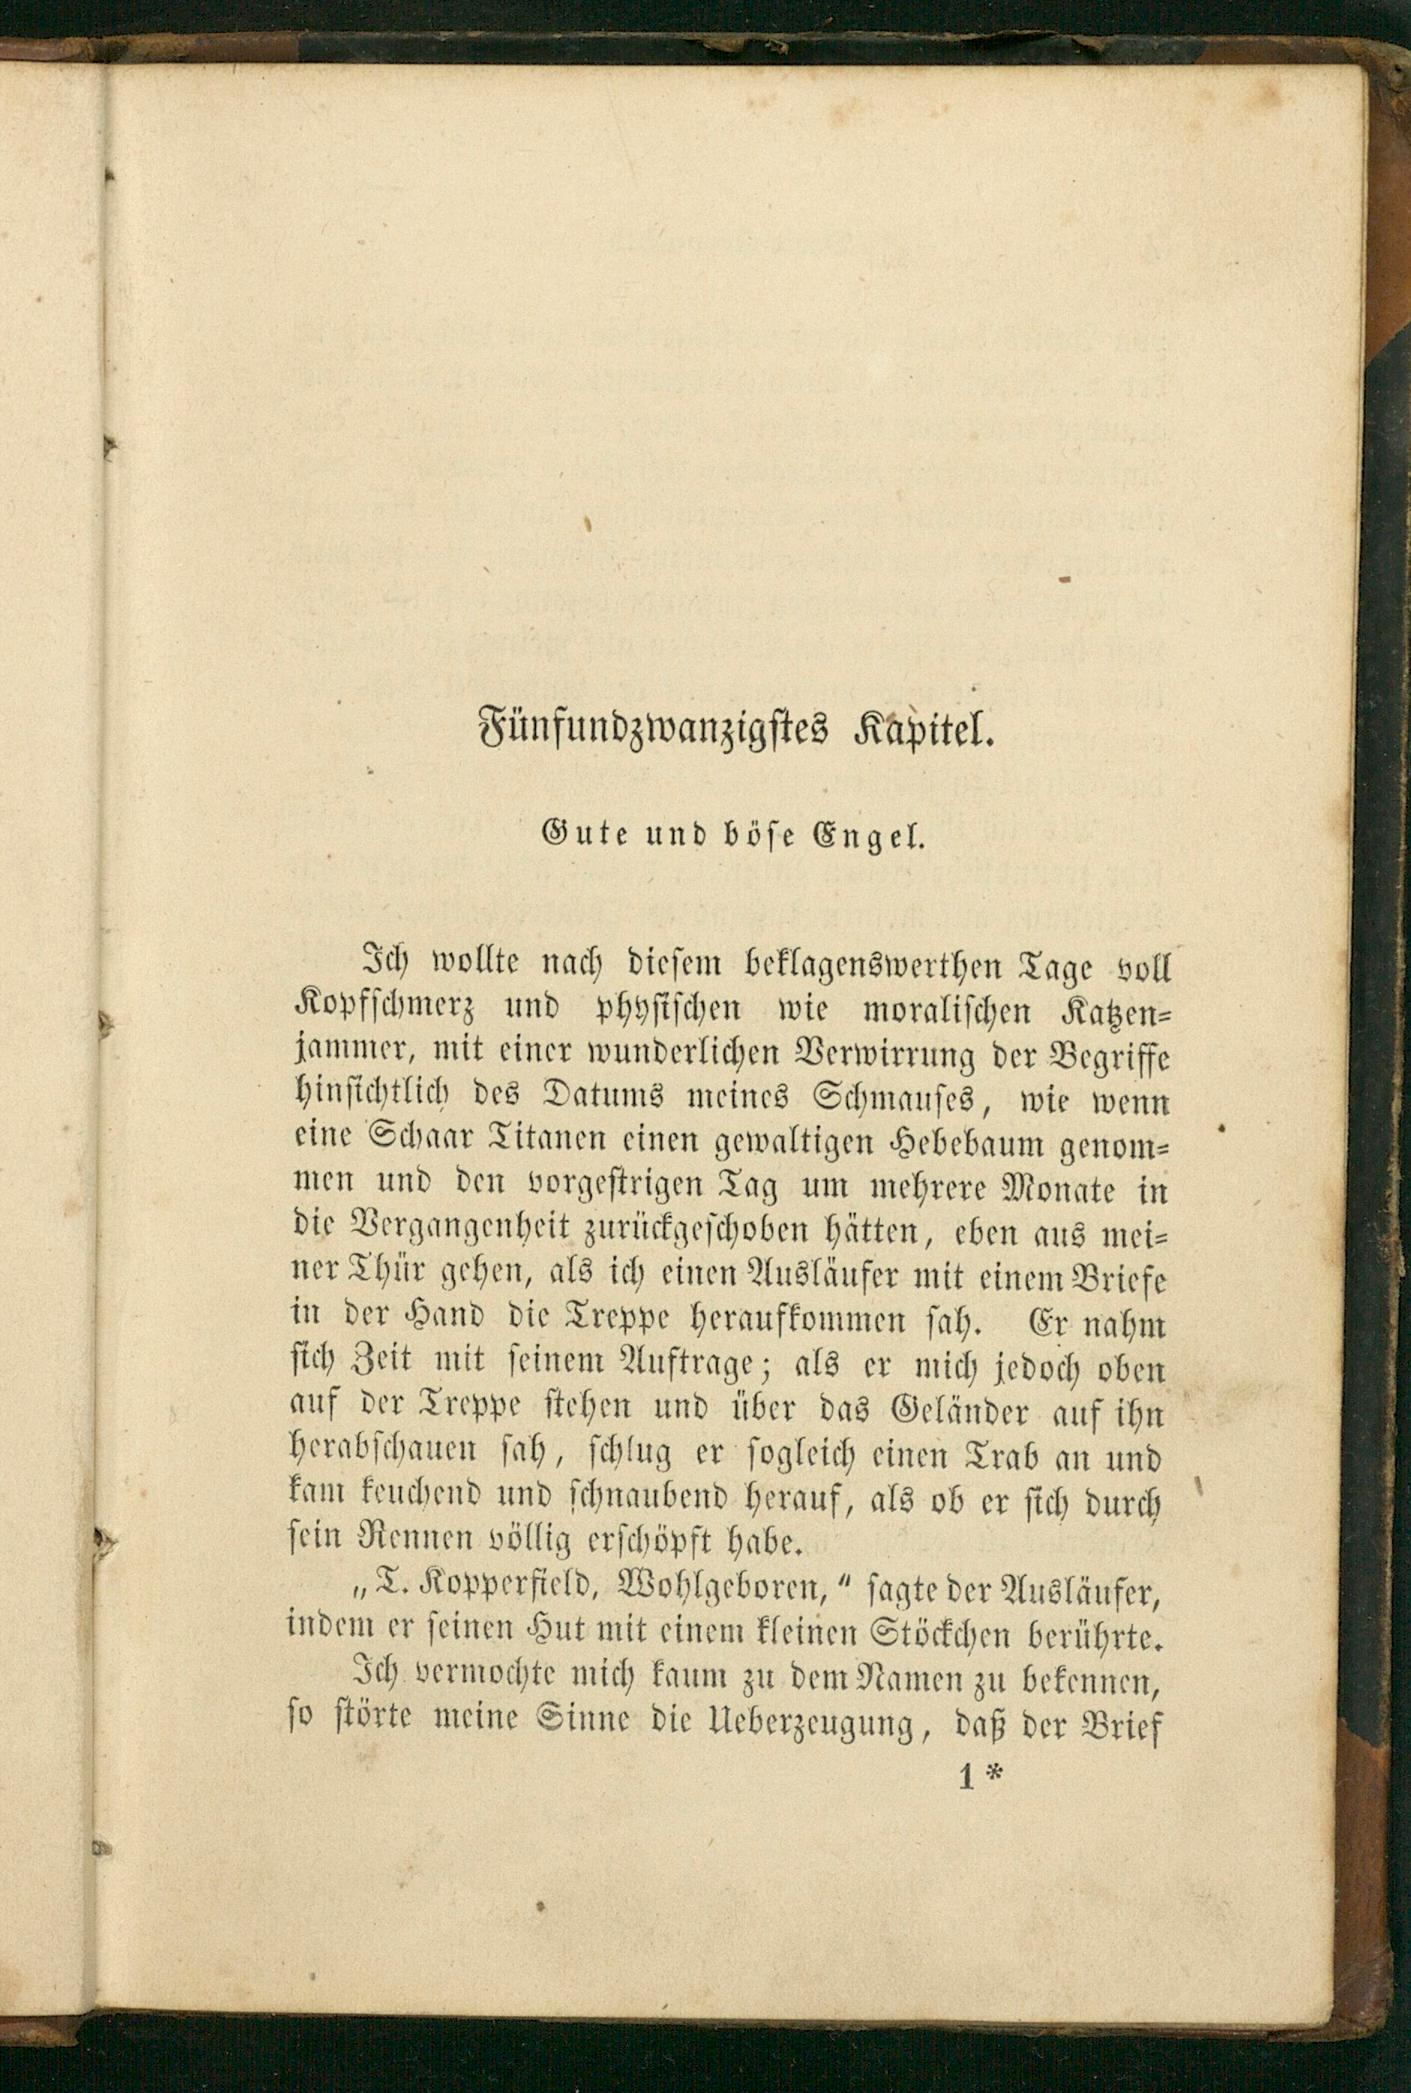 Fünfundzwanzigstes Kapitel.
Gute und böse Engel.
Ich wollte nach diesem beklagenswerthen Tage voll
Kopfschmerz und physischen wie moralischen Katzen-
jammer, mit einer wunderlichen Verwirrung der Begriffe
hinsichtlich des Datums meines Schmauses, wie wenn
eine Schaar Titanen einen gewaltigen Hebebaum genom-
men und den vorgestrigen Tag um mehrere Monate in
die Vergangenheit zurückgeschoben hätten, eben aus mei-
ner Thür gehen, als ich einen Ausläufer mit einem Briefe
in der Hand die Treppe heraufkommen sah. Er nahm
sich Zeit mit seinem Auftrage; als er mich jedoch oben
auf der Treppe stehen und über das Geländer auf ihn
herabschauen sah, schlug er sogleich einen Trab an und
kam keuchend und schnaubend herauf, als ob er sich durch
sein Rennen völlig erschöpft habe.
„T. Kopperfield, Wohlgeboren,“ sagte der Ausläufer,
indem er seinen Hut mit einem kleinen Stöckchen berührte.
Ich vermochte mich kaum zu dem Namen zu bekennen,
so störte meine Sinne die Ueberzeugung, daß der Brief
1*